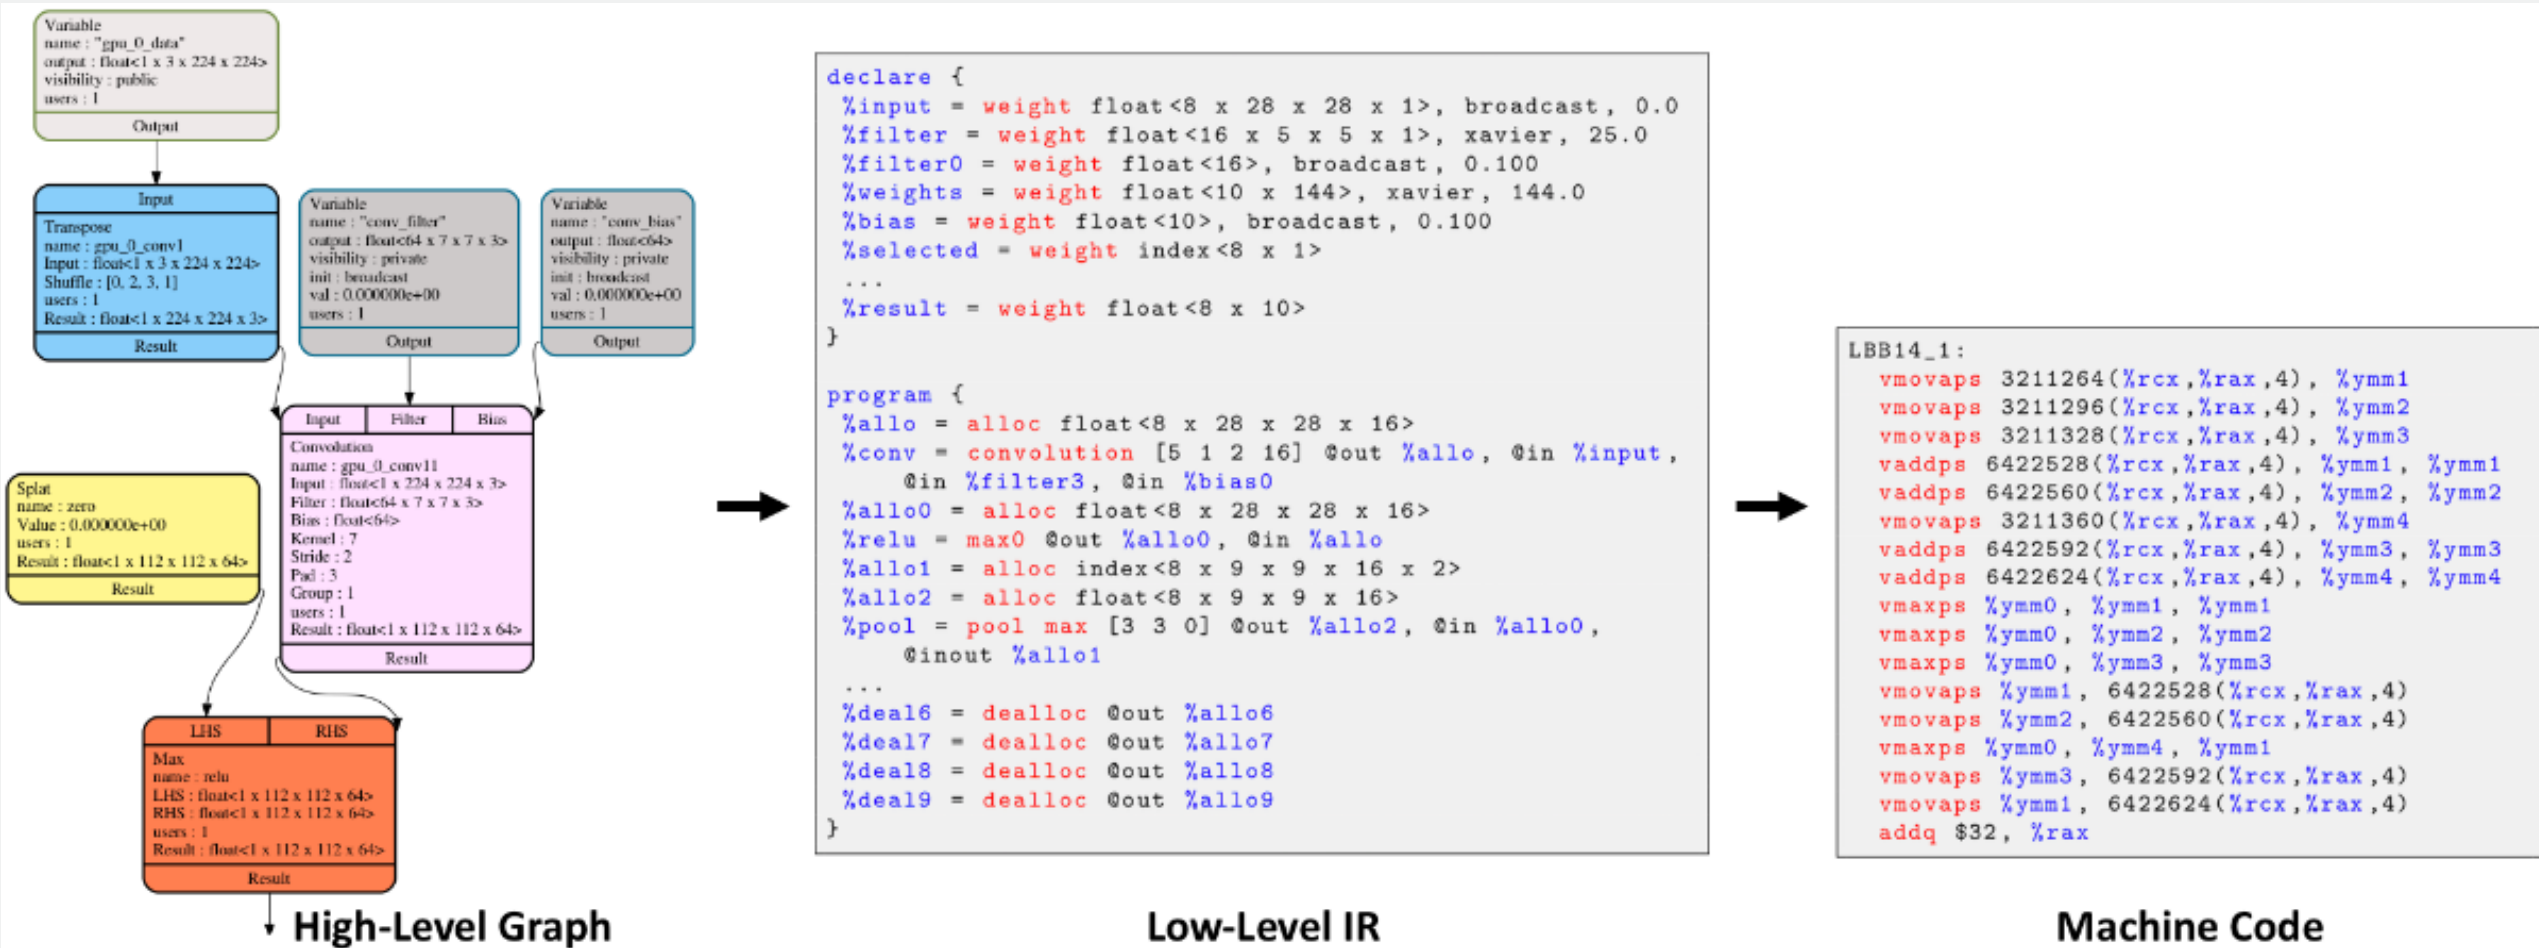 Variable
name : "gpu_0_data"
output : float<1 x 3 x 224 x 224>
visibility : public
users : 1
Output
Input
Transpose
name : gpu_0_conv1
Input : float<1 x 3 x 224 x 224>
Shuffle : [0, 2, 3, 1]
users : 1
Result : float<1 x 224 x 224 x 3>
Result
Variable
name : "conv_filter"
output : float<64 x 7 x 7 x 3>
visibility : private
init : broadcast
val : 0.000000e+00
users : 1
Output
Variable
name : "conv_bias"
output : float<64>
visibility : private
init : broadcast
val : 0.000000e+00
users : 1
Output
Input Filter Bias
Convolution
name : gpu_0_conv11
Input : float<1 x 224 x 224 x 3>
Filter : float<64 x 7 x 7 x 3>
Bias : float<64>
Kernel : 7
Stride : 2
Pad : 3
Group : 1
users : 1
Result : float<1 x 112 x 112 x 64>
Result
Splat
name : zero
Value : 0.000000e+00
users : 1
Result : float<1 x 112 x 112 x 64>
Result
LHS RHS
Max
name : relu
LHS : float<1 x 112 x 112 x 64>
RHS : float<1 x 112 x 112 x 64>
users : 1
Result : float<1 x 112 x 112 x 64>
Result
High-Level Graph
declare {
%input = weight float<8 x 28 x 28 x 1>, broadcast, 0.0
%filter = weight float<16 x 5 x 5 x 1>, xavier, 25.0
%filter0 = weight float<16>, broadcast, 0.100
%weights = weight float<10 x 144>, xavier, 144.0
%bias = weight float<10>, broadcast, 0.100
%selected = weight index<8 x 1>
...
%result = weight float<8 x 10>
}
program {
%allo = alloc float<8 x 28 x 28 x 16>
%conv = convolution [5 1 2 16] @out %allo, @in %input,
@in %filter3, @in %bias0
%allo0 = alloc float<8 x 28 x 28 x 16>
%relu = max0 @out %allo0, @in %allo
%allo1 = alloc index<8 x 9 x 9 x 16 x 2>
%allo2 = alloc float<8 x 9 x 9 x 16>
%pool = pool max [3 3 0] @out %allo2, @in %allo0,
@inout %allo1
...
%deal6 = dealloc @out %allo6
%deal7 = dealloc @out %allo7
%deal8 = dealloc @out %allo8
%deal9 = dealloc @out %allo9
}
Low-Level IR
LBB14_1:
vmovaps 3211264(%rcx,%rax,4), %ymm1
vmovaps 3211296(%rcx,%rax,4), %ymm2
vmovaps 3211328(%rcx,%rax,4), %ymm3
vaddps 6422528(%rcx,%rax,4), %ymm1, %ymm1
vaddps 6422560(%rcx,%rax,4), %ymm2, %ymm2
vmovaps 3211360(%rcx,%rax,4), %ymm4
vaddps 6422592(%rcx,%rax,4), %ymm3, %ymm3
vaddps 6422624(%rcx,%rax,4), %ymm4, %ymm4
vmaxps %ymm0, %ymm1, %ymm1
vmaxps %ymm0, %ymm2, %ymm2
vmaxps %ymm0, %ymm3, %ymm3
vmovaps %ymm1, 6422528(%rcx,%rax,4)
vmovaps %ymm2, 6422560(%rcx,%rax,4)
vmaxps %ymm0, %ymm4, %ymm1
vmovaps %ymm3, 6422592(%rcx,%rax,4)
vmovaps %ymm1, 6422624(%rcx,%rax,4)
addq $32, %rax
Machine Code